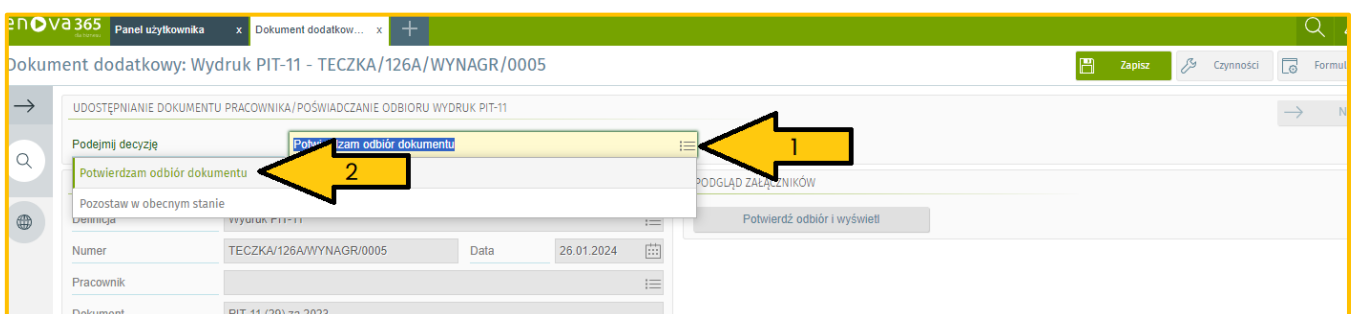 enova365 Panel użytkownika x Dokument dodatkow... x
Dokument dodatkowy: Wydruk PIT-11 - TECZKA/126A/WYNAGR/0005 Zapisz Czynności Formul
UDOSTĘPNIANIE DOKUMENTU PRACOWNIKA/POŚWIADCZANIE ODBIORU WYDRUK PIT-11
N
Podejmij decyzję Potwierdzam odbiór dokumentu 1
Potwierdzam odbiór dokumentu 2
PODGLĄD ZAŁĄCZNIKÓW
Pozostaw w obecnym stanie
Definicja Wydruk PIT-11 Potwierdź odbiór i wyświetl
Numer TECZKA/126A/WYNAGR/0005 Data 26.01.2024
Pracownik
Dokument PIT-11 (29) za 2023